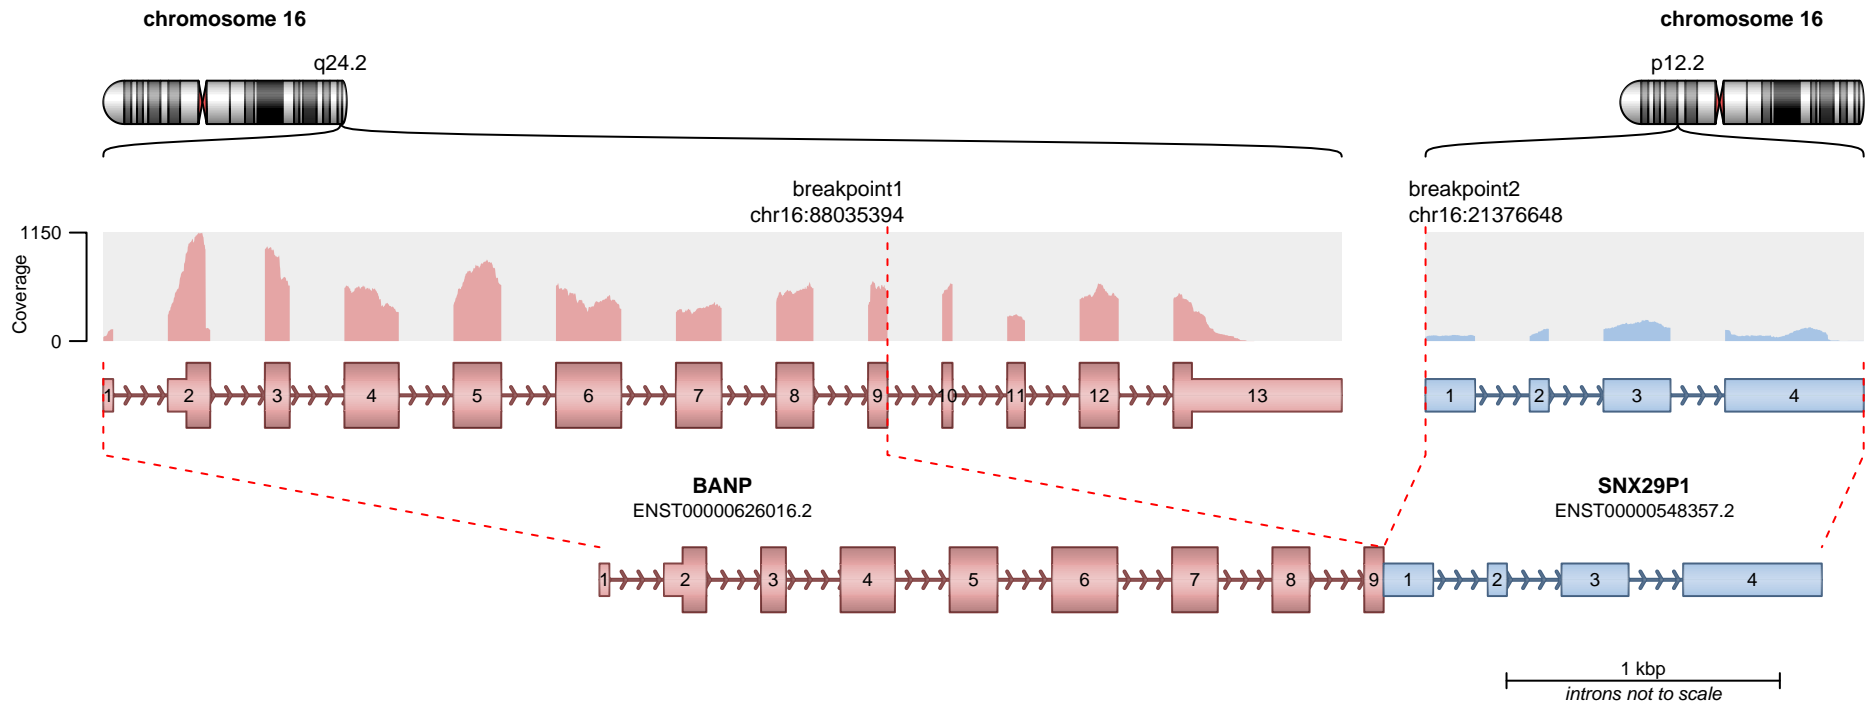 chromosome 16
chromosome 16
q24.2
p12.2
breakpoint1
chr16:88035394
breakpoint2
chr16:21376648
1150
0
Coverage
1 2 3 4 5 6 7 8 9 10 11 12 13
1 2 3 4
BANP
ENST00000626016.2
SNX29P1
ENST00000548357.2
1 2 3 4 5 6 7 8 9 1 2 3 4
1 kbp
introns not to scale